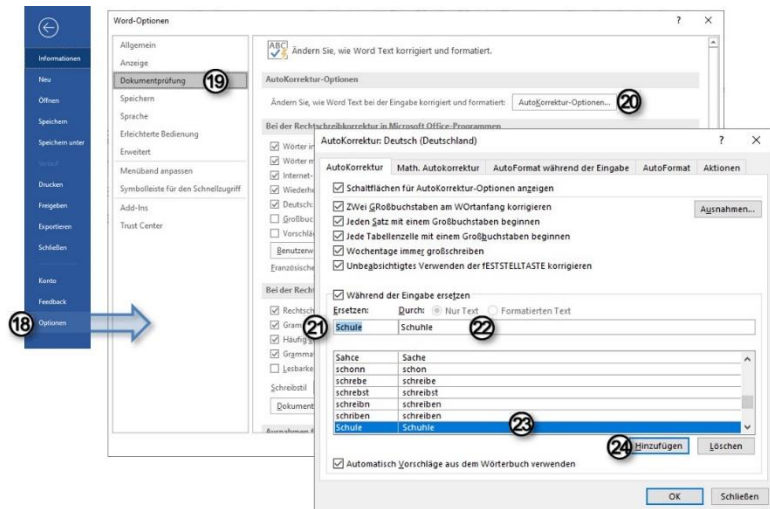 Informationen
Neu
Öffnen
Speichern
Speichern unter
Drucken
Freigeben
Exportieren
Schließen
Konto
Feedback
18 Optionen
Word-Optionen ? ×
Allgemein
Anzeige
Dokumentprüfung 19
Speichern
Sprache
Erleichterte Bedienung
Erweitert
Menüband anpassen
Symbolleiste für den Schnellzugriff
Add-Ins
Trust Center
ABC Ändern Sie, wie Word Text korrigiert und formatiert.
AutoKorrektur-Optionen
Ändern Sie, wie Word Text bei der Eingabe korrigiert und formatiert: AutoKorrektur-Optionen... 20
Bei der Rechtschreibkorrektur in Microsoft Office-Programmen
Wörter in
Wörter m
Internet-
Wiederho
Deutsch:
Großbuc
Vorschlä
Benutzerw
Französische
Bei der Recht
Rechtsch
Gram
Häufig
Gramma
Lesbarke
Schreibstil
Dokument
AutoKorrektur: Deutsch (Deutschland) ? ×
AutoKorrektur Math. Autokorrektur AutoFormat während der Eingabe AutoFormat Aktionen
Schaltflächen für AutoKorrektur-Optionen anzeigen
ZWei GRoßbuchstaben am WOrtanfang korrigieren Ausnahmen...
Jeden Satz mit einem Großbuchstaben beginnen
Jede Tabellenzelle mit einem Großbuchstaben beginnen
Wochentage immer großschreiben
Unbeabsichtigtes Verwenden der fESTSTELLTASTE korrigieren
Während der Eingabe ersetzen
Ersetzen: Durch: Nur Text Formatierten Text
21 Schule Schuhle 22
Sahce Sache
schonn schon
schrebe schreibe
schrebst schreibst
schreibn schreiben
schriben schreiben
Schule Schuhle 23
24 Hinzufügen Löschen
Automatisch Vorschläge aus dem Wörterbuch verwenden
OK Schließen